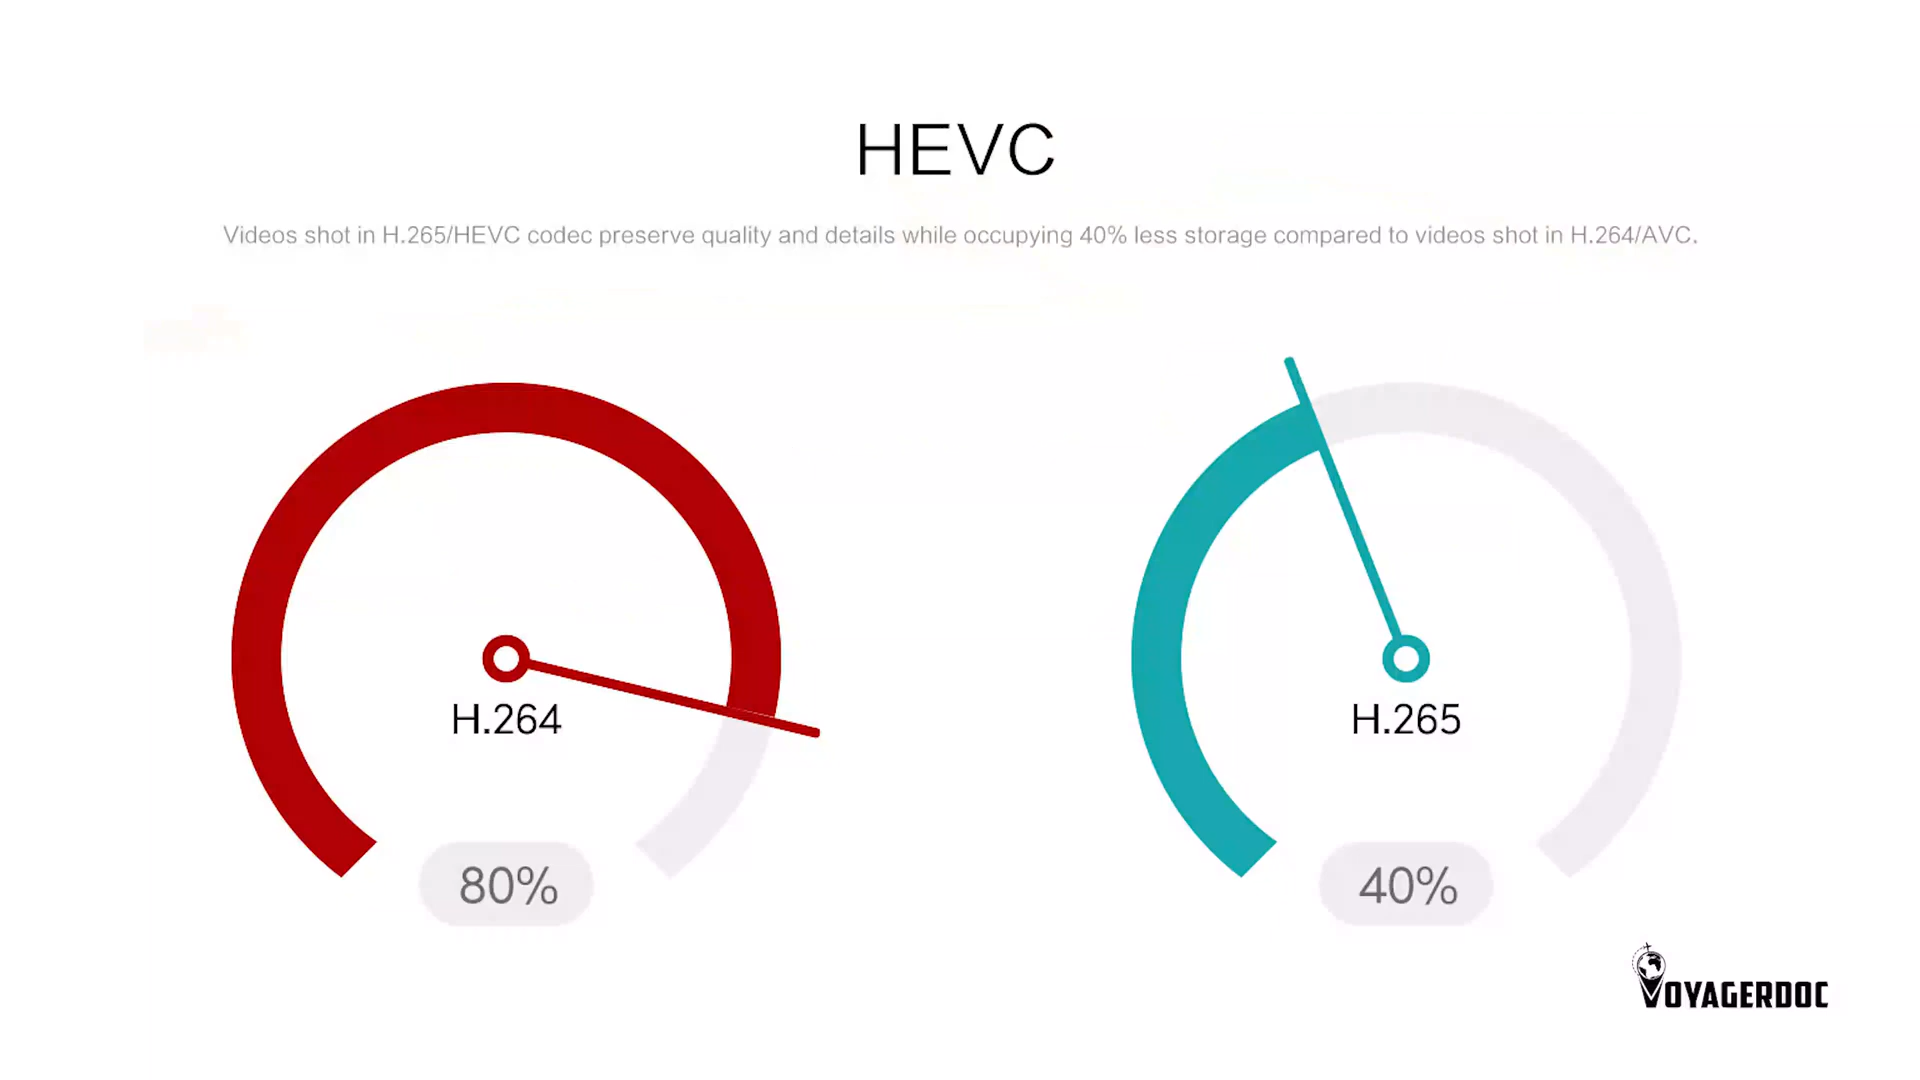 HEVC
Videos shot in H.265/HEVC codec preserve quality and details while occupying 40% less storage compared to videos shot in H.264/AVC.
H.264
H.265
80%
40%
VOYAGERDOC